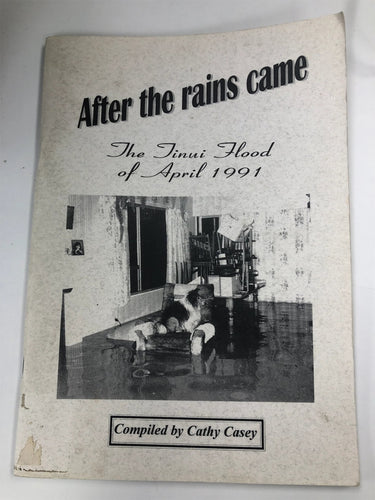 After the rains came
The Tinui Flood
of April 1991
Compiled by Cathy Casey